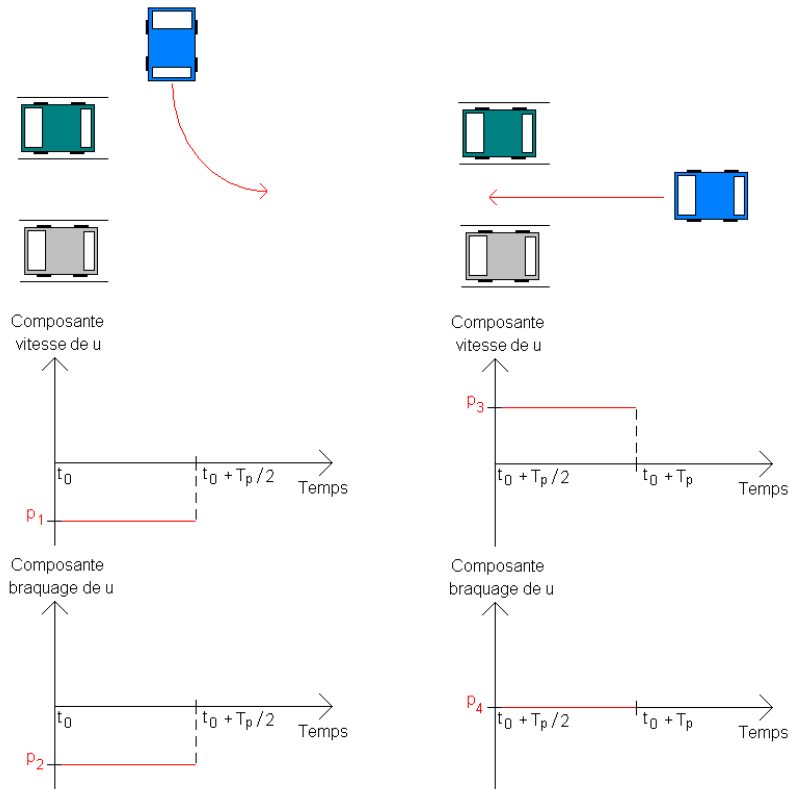 Composante
vitesse de u
p1
t0
t0 + Tp/2
Temps
Composante
braquage de u
t0
t0 + Tp/2
Temps
p2
Composante
vitesse de u
p3
t0 + Tp/2
t0 + Tp
Temps
Composante
braquage de u
p4
t0 + Tp/2
t0 + Tp
Temps